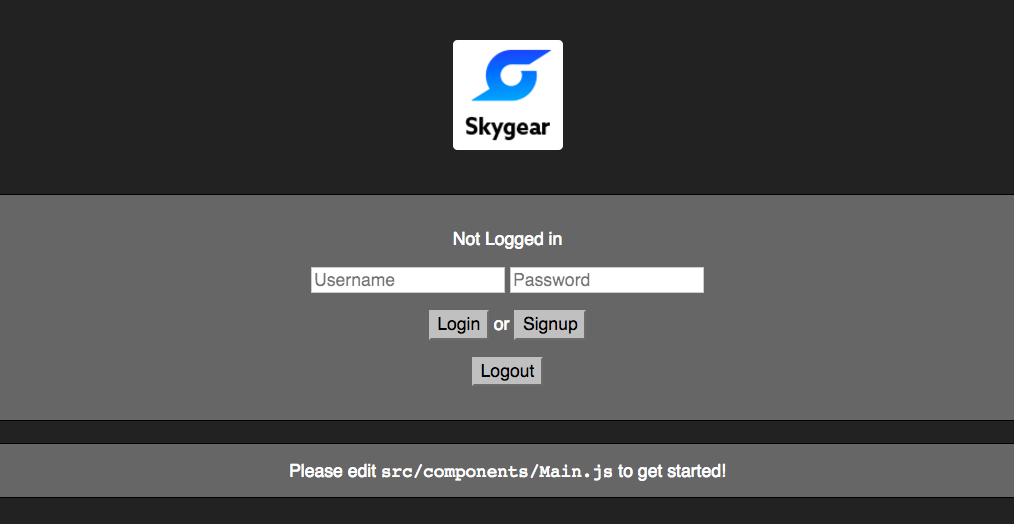 Skygear
Not Logged in
Username Password
Login or Signup
Logout
Please edit src/components/Main.js to get started!